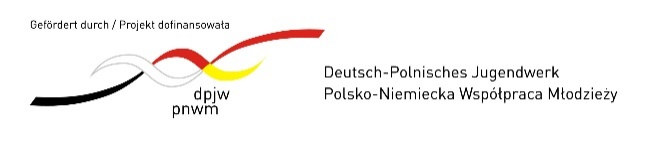 Gefördert durch / Projekt dofinansowała
dpjw
pnwm
Deutsch-Polnisches Jugendwerk
Polsko-Niemiecka Współpraca Młodzieży